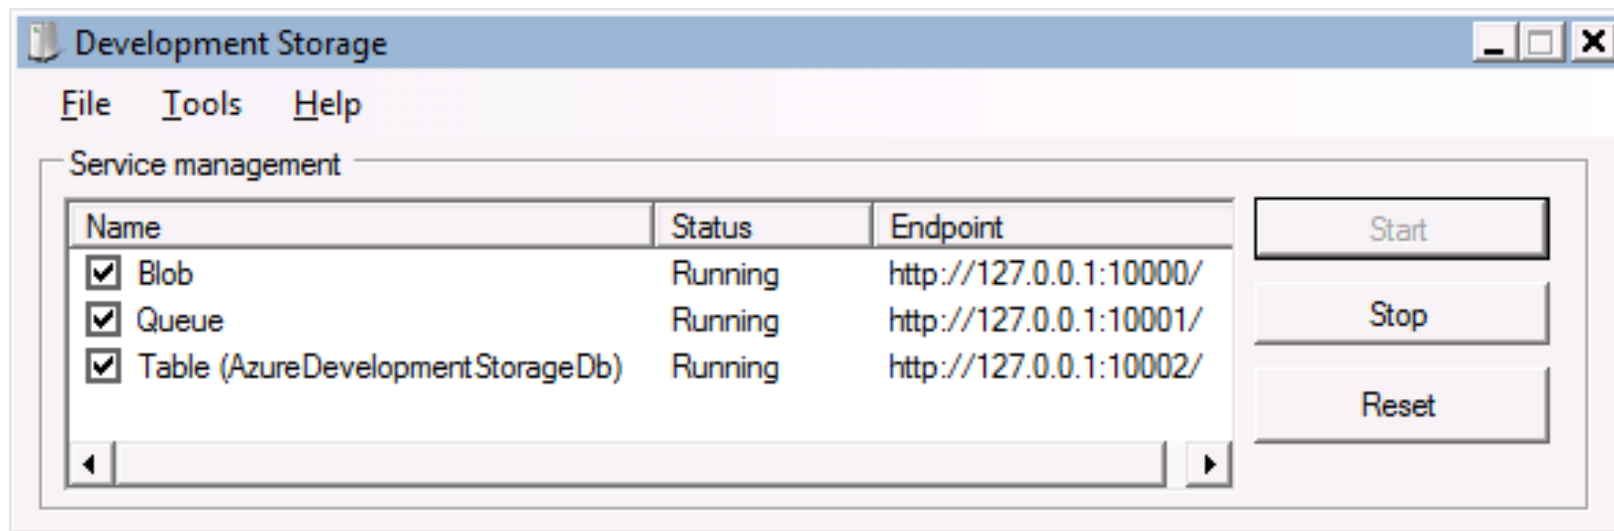 Development Storage
File Tools Help
Service management
Name Status Endpoint
Blob Running http://127.0.0.1:10000/
Queue Running http://127.0.0.1:10001/
Table (AzureDevelopmentStorageDb) Running http://127.0.0.1:10002/
Start
Stop
Reset